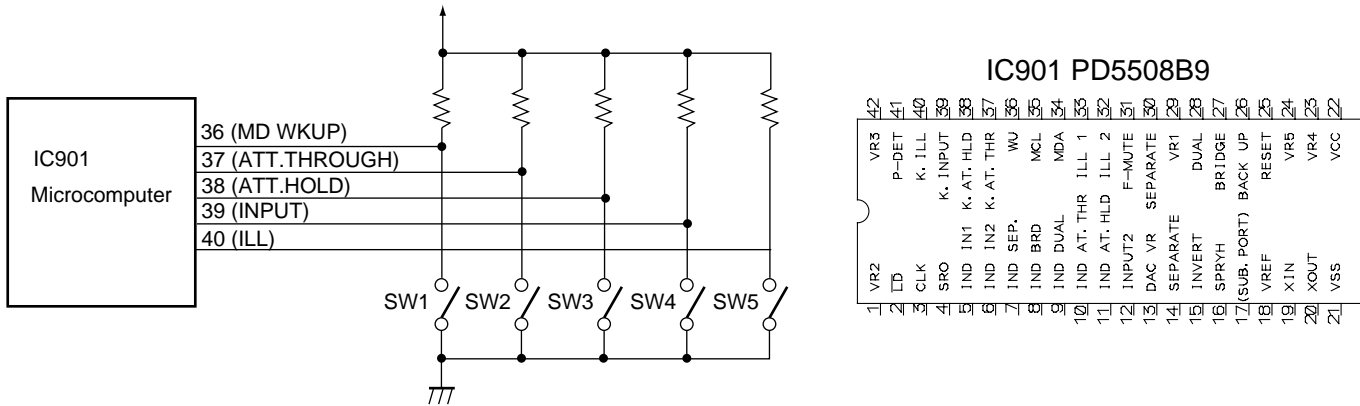 IC901
Microcomputer
36 (MD WKUP)
37 (ATT.THROUGH)
38 (ATT.HOLD)
39 (INPUT)
40 (ILL)
SW1
SW2
SW3
SW4
SW5
IC901 PD5508B9
42 VR3
41 P-DET
40 K. ILL
39 K. INPUT
38 K. AT. HLD
37 K. AT. THR
36 WU
35 MCL
34 MDA
33 ILL 1
32 ILL 2
31 F-MUTE
30 SEPARATE
29 VR1
28 DUAL
27 BRIDGE
26 BACK UP
25 RESET
24 VR5
23 VR4
22 VCC
1 VR2
2 LD
3 CLK
4 SRO
5 IND IN1
6 IND IN2
7 IND SEP.
8 IND BRD
9 IND DUAL
10 IND AT. THR
11 IND AT. HLD
12 INPUT2
13 DAC VR
14 SEPARATE
15 INVERT
16 SPRYH
17 (SUB. PORT)
18 VREF
19 XIN
20 XOUT
21 VSS